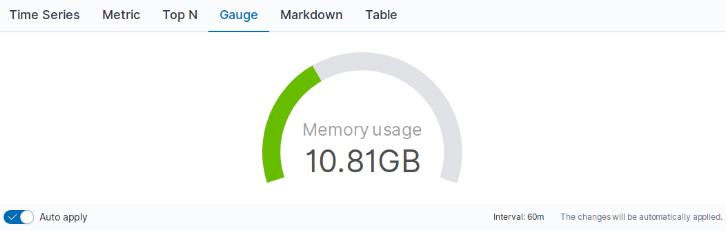 Time Series Metric Top N Gauge Markdown Table
Memory usage
10.81GB
Auto apply Interval: 60m The changes will be automatically applied.